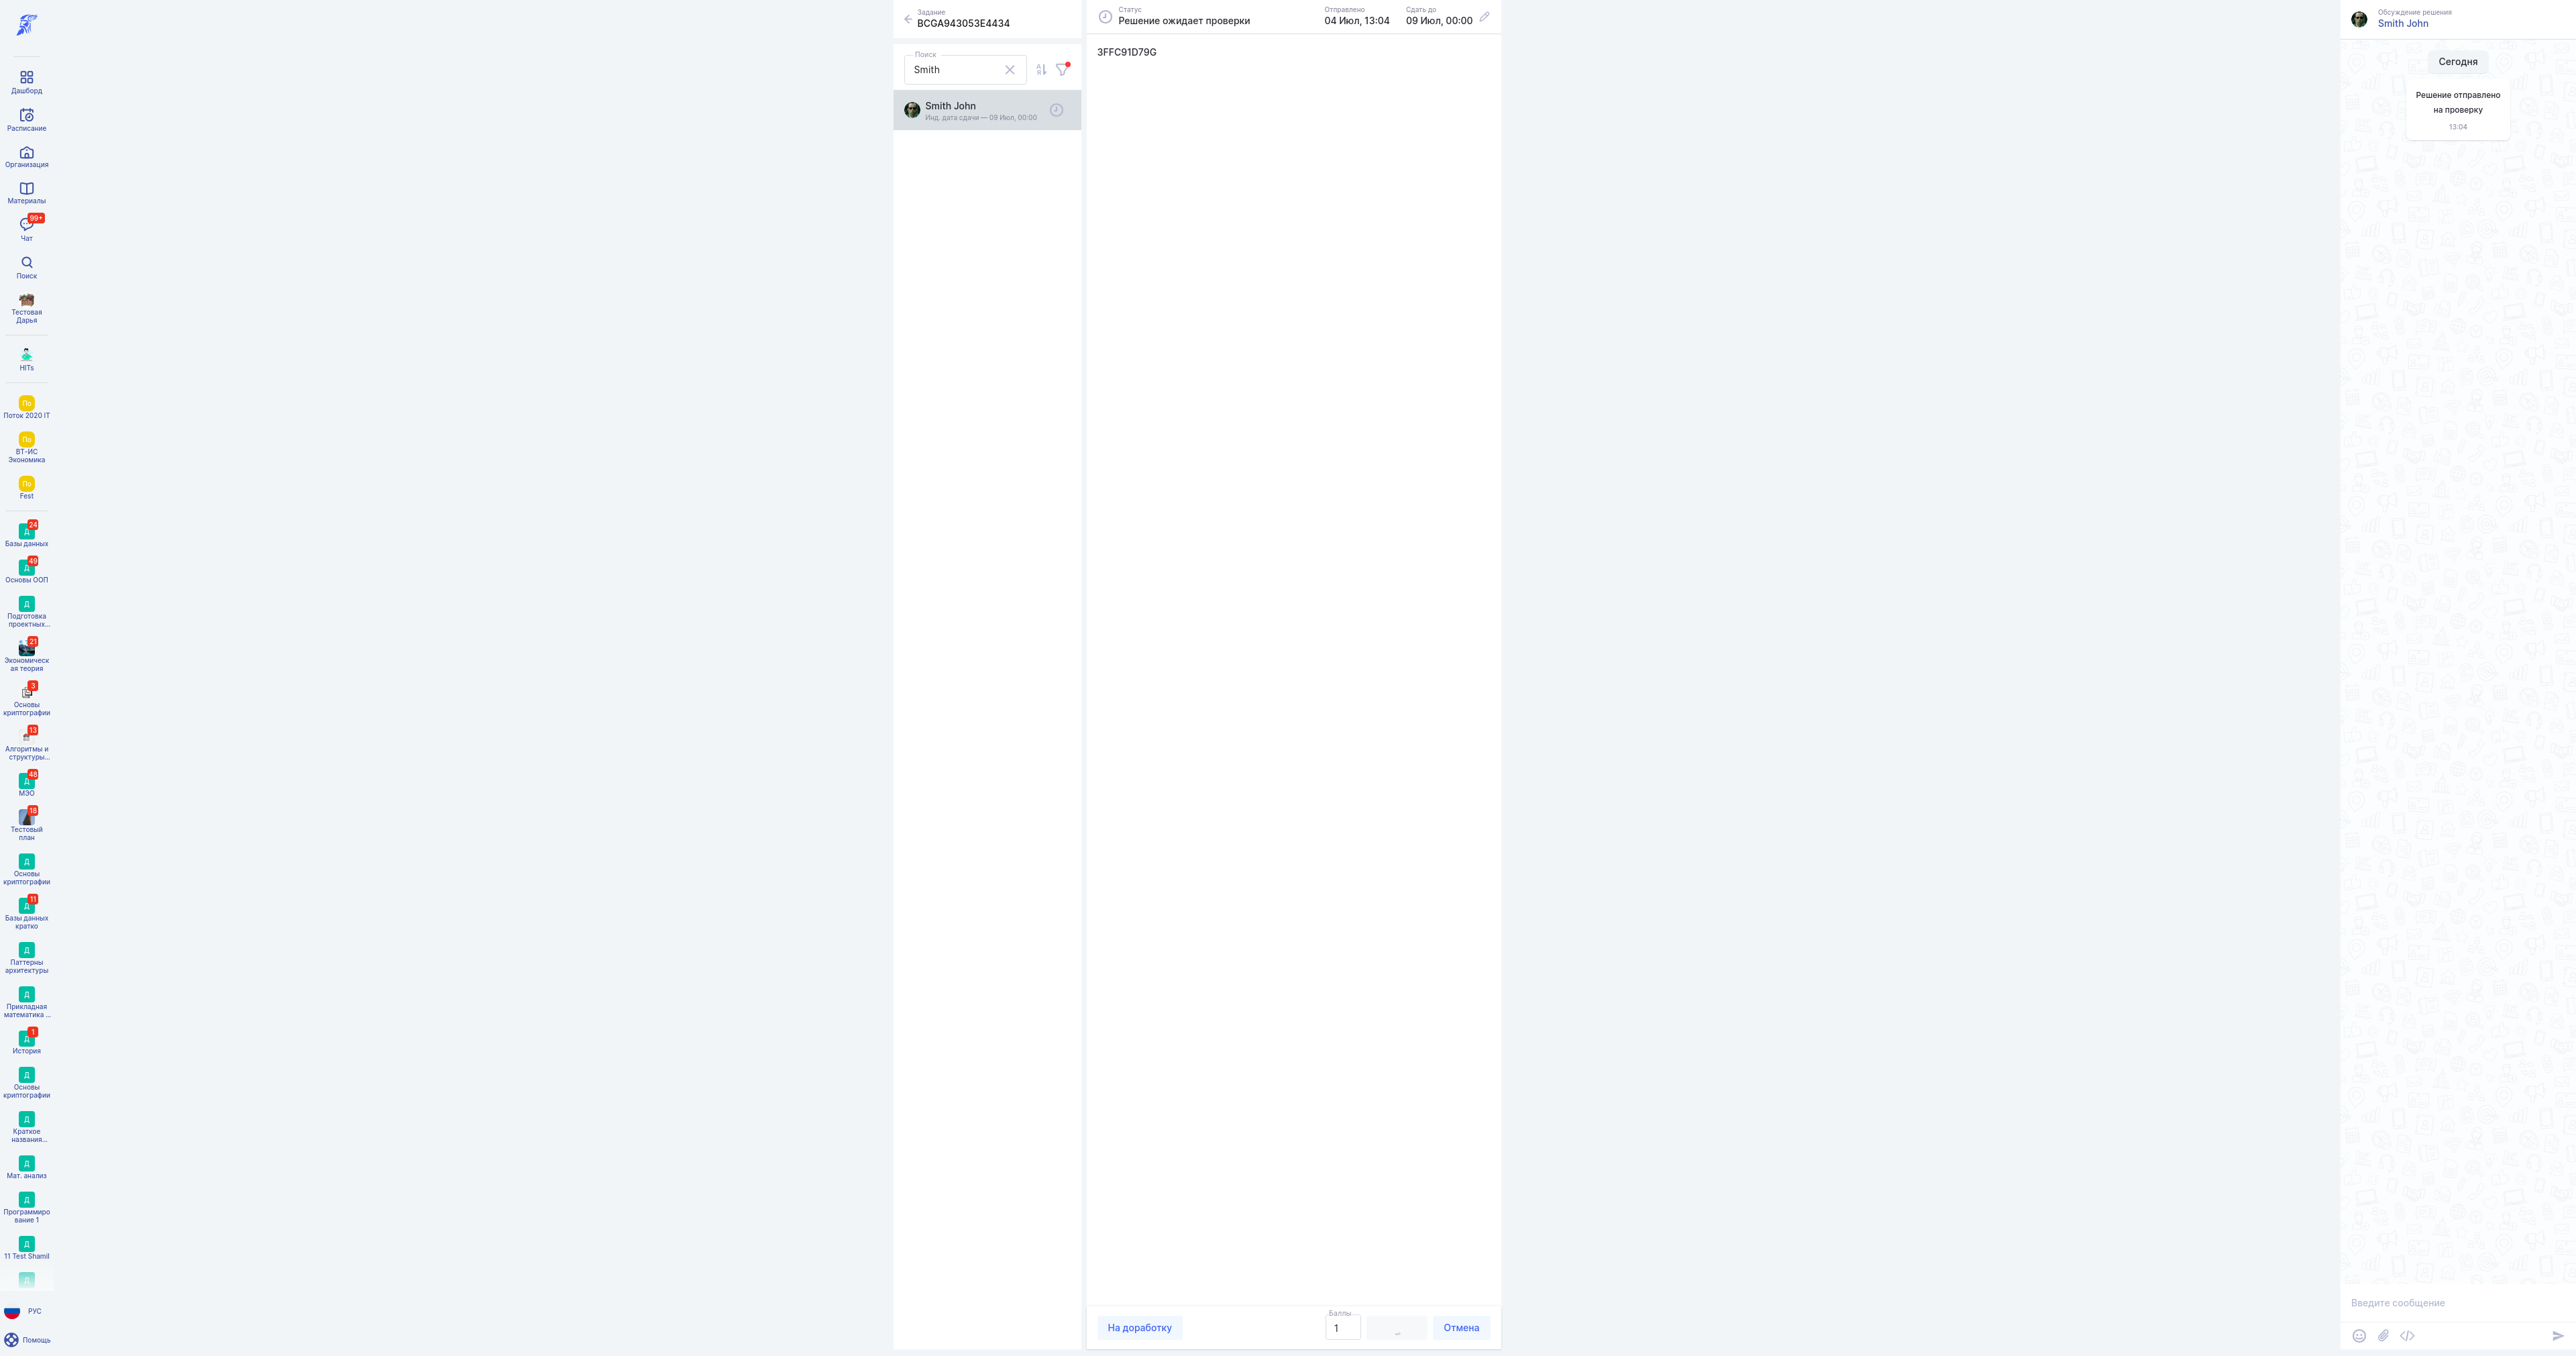 Дашборд
Расписание
Организация
Материалы
99+
Чат
Поиск
Тестовая
Дарья
HITs
По
Поток 2020 IT
По
ВТ-ИС
Экономика
По
Fest
24
Д
Базы данных
49
Д
Основы ООП
Д
Подготовка
проектных...
21
Экономическ
ая теория
3
Основы
криптографии
13
Алгоритмы и
структуры...
48
Д
МЭО
18
Тестовый
план
Д
Основы
криптографии
11
Д
Базы данных
кратко
Д
Паттерны
архитектуры
Д
Прикладная
математика ...
1
Д
История
Д
Основы
криптографии
Д
Краткое
названия...
Д
Мат. анализ
Д
Программиро
вание 1
Д
11 Test Shamil
Д
РУС
Помощь
Задание
BCGA943053E4434
Поиск
Smith
Smith John
Инд. дата сдачи — 09 Июл, 00:00
Статус
Решение ожидает проверки
Отправлено
04 Июл, 13:04
Сдать до
09 Июл, 00:00
3FFC91D79G
На доработку
Баллы
1
Отмена
Обсуждение решения
Smith John
Сегодня
Решение отправлено
на проверку
13:04
Введите сообщение